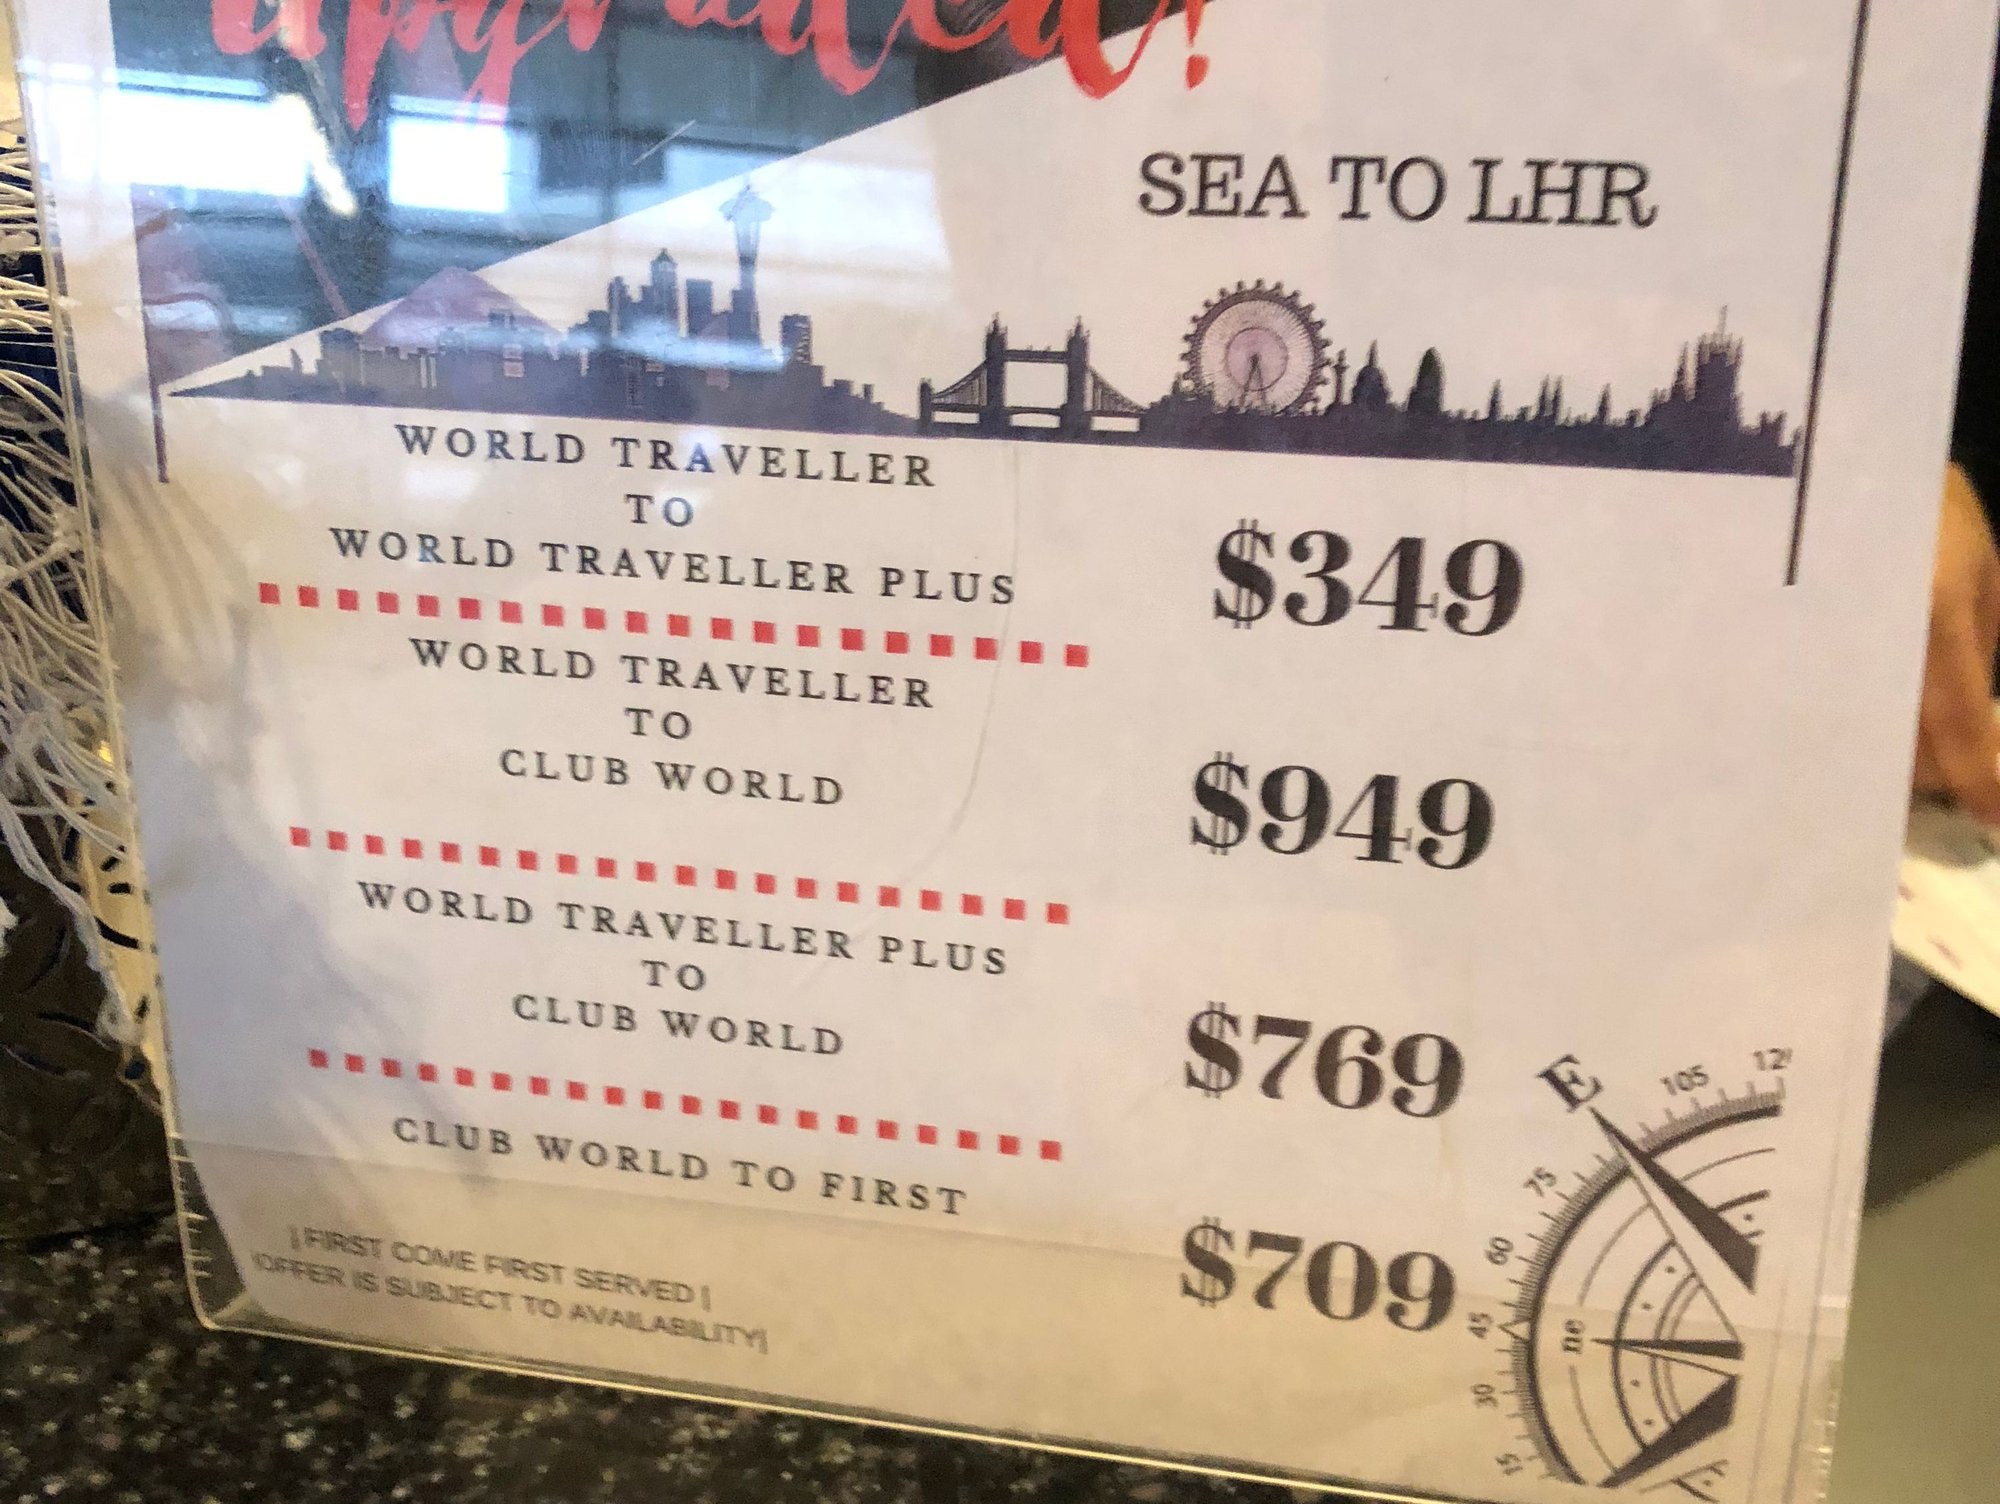 upgraded!
SEA TO LHR
WORLD TRAVELLER
TO
WORLD TRAVELLER PLUS
$349
WORLD TRAVELLER
TO
CLUB WORLD
$949
WORLD TRAVELLER PLUS
TO
CLUB WORLD
$769
CLUB WORLD TO FIRST
$709
| FIRST COME FIRST SERVED |
|OFFER IS SUBJECT TO AVAILABILITY|
E
105
75
60
45
ne
30
15